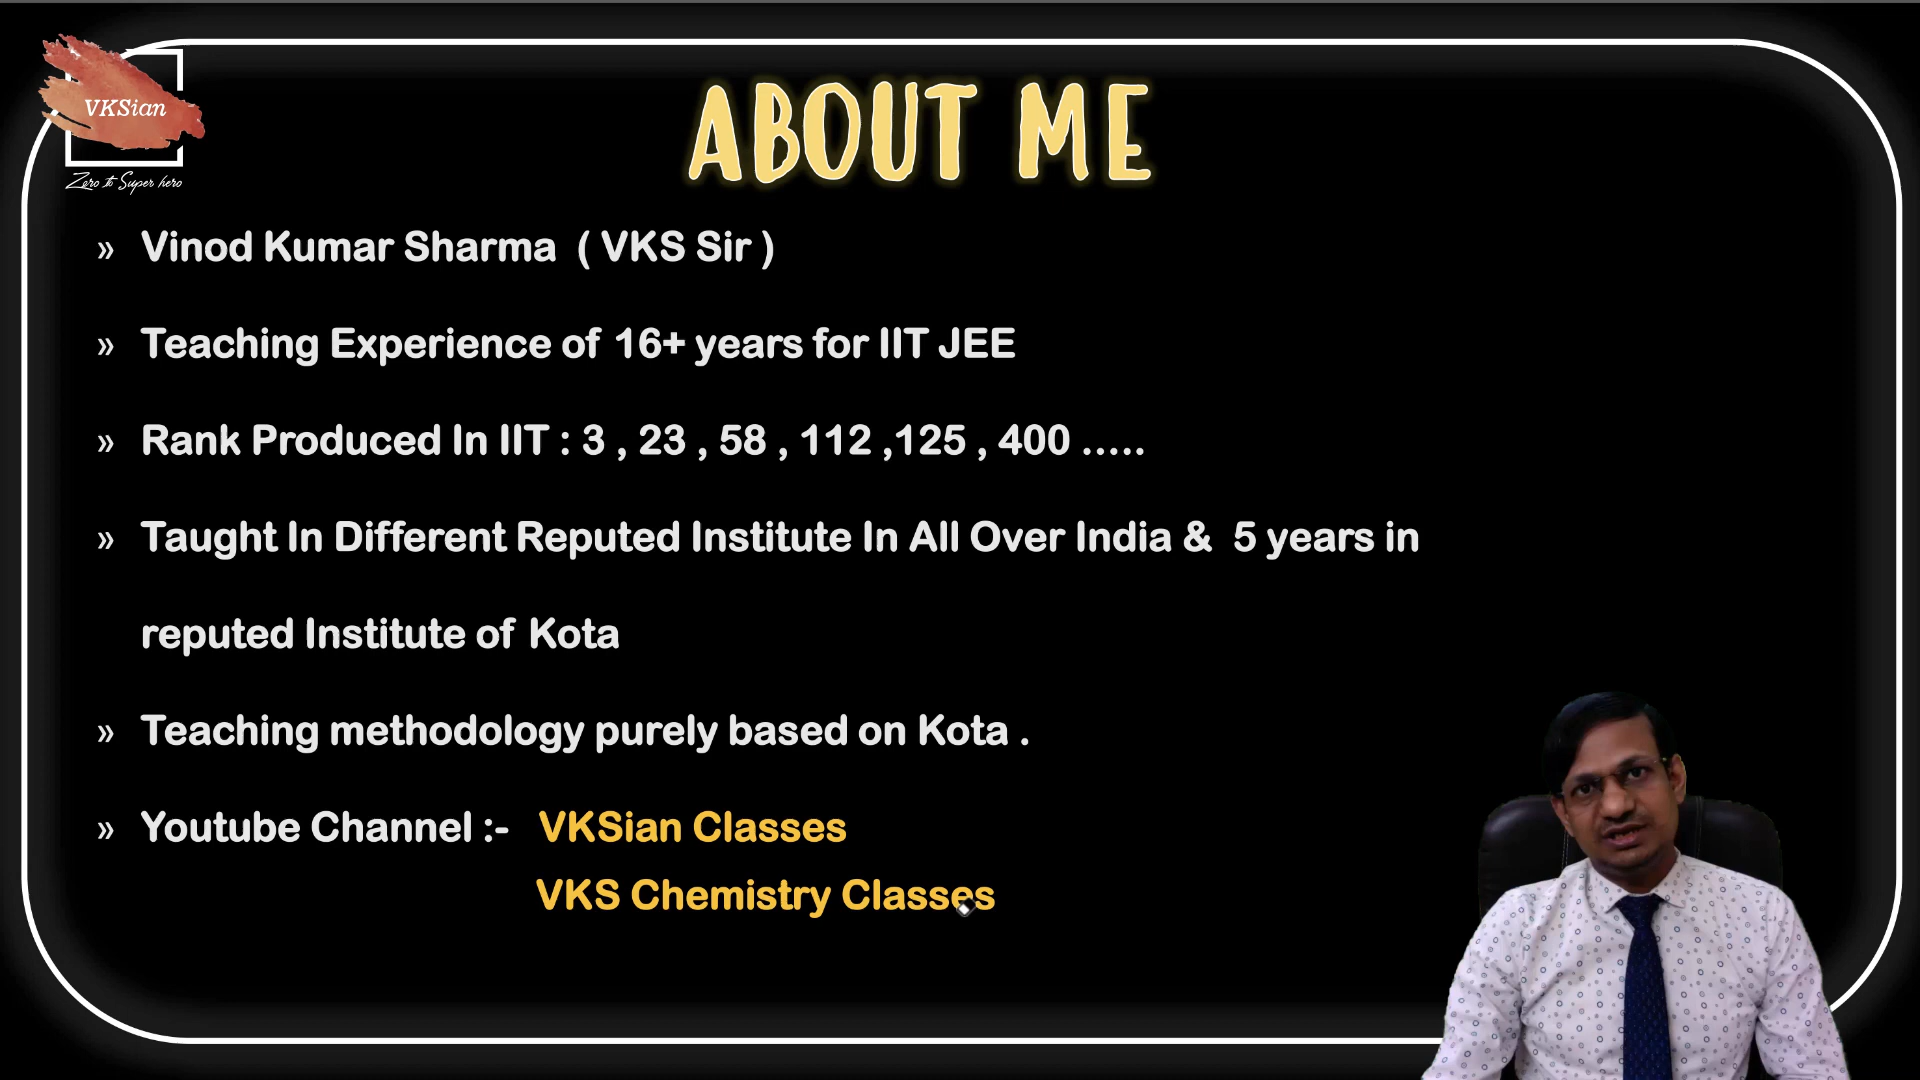 VKSian
Zero to Super hero
ABOUT ME
» Vinod Kumar Sharma ( VKS Sir )
» Teaching Experience of 16+ years for IIT JEE
» Rank Produced In IIT : 3 , 23 , 58 , 112 ,125 , 400 .....
» Taught In Different Reputed Institute In All Over India & 5 years in
reputed Institute of Kota
» Teaching methodology purely based on Kota .
» Youtube Channel :- VKSian Classes
VKS Chemistry Classes